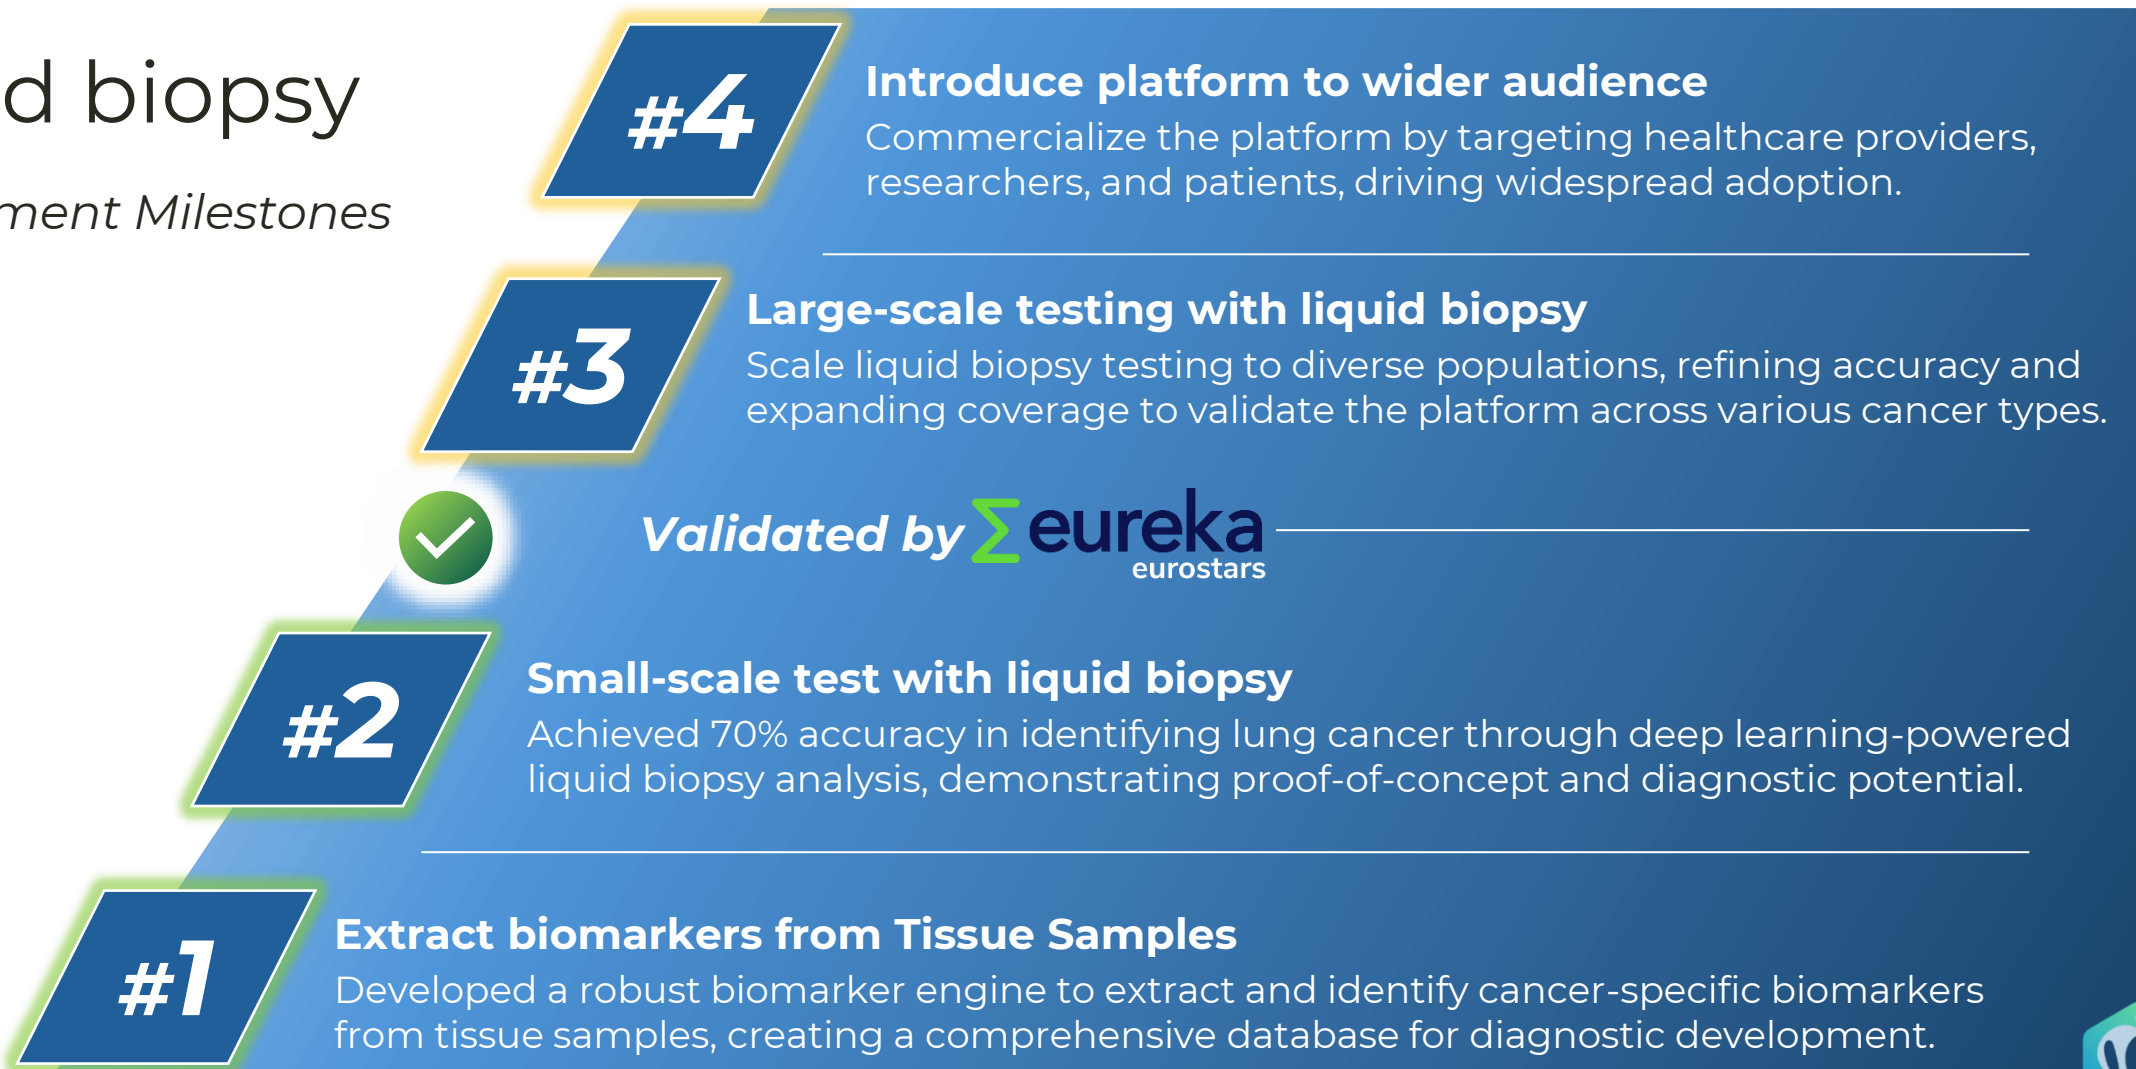 d biopsy
ment Milestones
#4
Introduce platform to wider audience
Commercialize the platform by targeting healthcare providers,
researchers, and patients, driving widespread adoption.
#3
Large-scale testing with liquid biopsy
Scale liquid biopsy testing to diverse populations, refining accuracy and
expanding coverage to validate the platform across various cancer types.
Validated by eureka
eurostars
#2
Small-scale test with liquid biopsy
Achieved 70% accuracy in identifying lung cancer through deep learning-powered
liquid biopsy analysis, demonstrating proof-of-concept and diagnostic potential.
#1
Extract biomarkers from Tissue Samples
Developed a robust biomarker engine to extract and identify cancer-specific biomarkers
from tissue samples, creating a comprehensive database for diagnostic development.